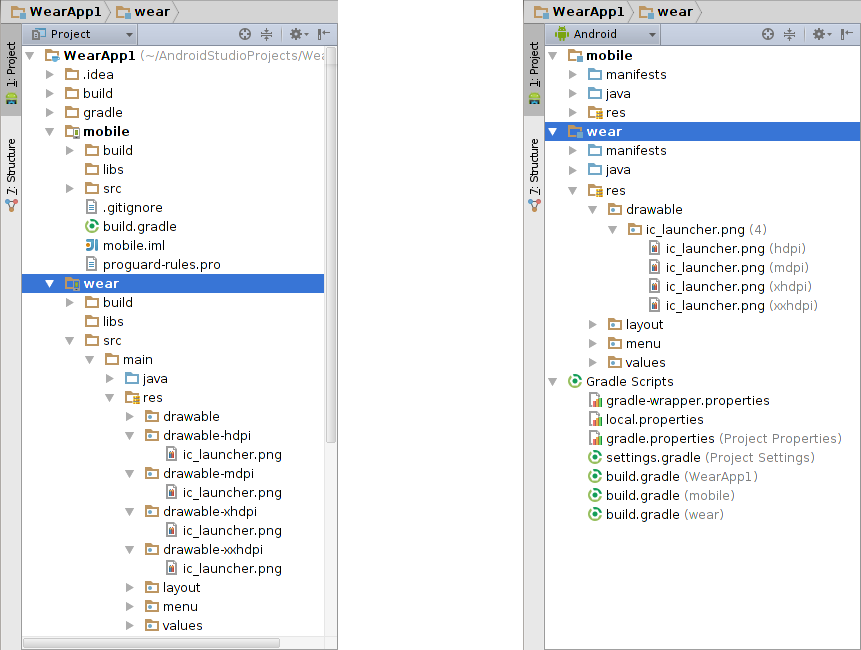 WearApp1 wear
Project
1: Project
7: Structure
WearApp1 (~/AndroidStudioProjects/Wea
.idea
build
gradle
mobile
build
libs
src
.gitignore
build.gradle
mobile.iml
proguard-rules.pro
wear
build
libs
src
main
java
res
drawable
drawable-hdpi
ic_launcher.png
drawable-mdpi
ic_launcher.png
drawable-xhdpi
ic_launcher.png
drawable-xxhdpi
ic_launcher.png
layout
menu
values
WearApp1 wear
Android
1: Project
7: Structure
mobile
manifests
java
res
wear
manifests
java
res
drawable
ic_launcher.png (4)
ic_launcher.png (hdpi)
ic_launcher.png (mdpi)
ic_launcher.png (xhdpi)
ic_launcher.png (xxhdpi)
layout
menu
values
Gradle Scripts
gradle-wrapper.properties
local.properties
gradle.properties (Project Properties)
settings.gradle (Project Settings)
build.gradle (WearApp1)
build.gradle (mobile)
build.gradle (wear)